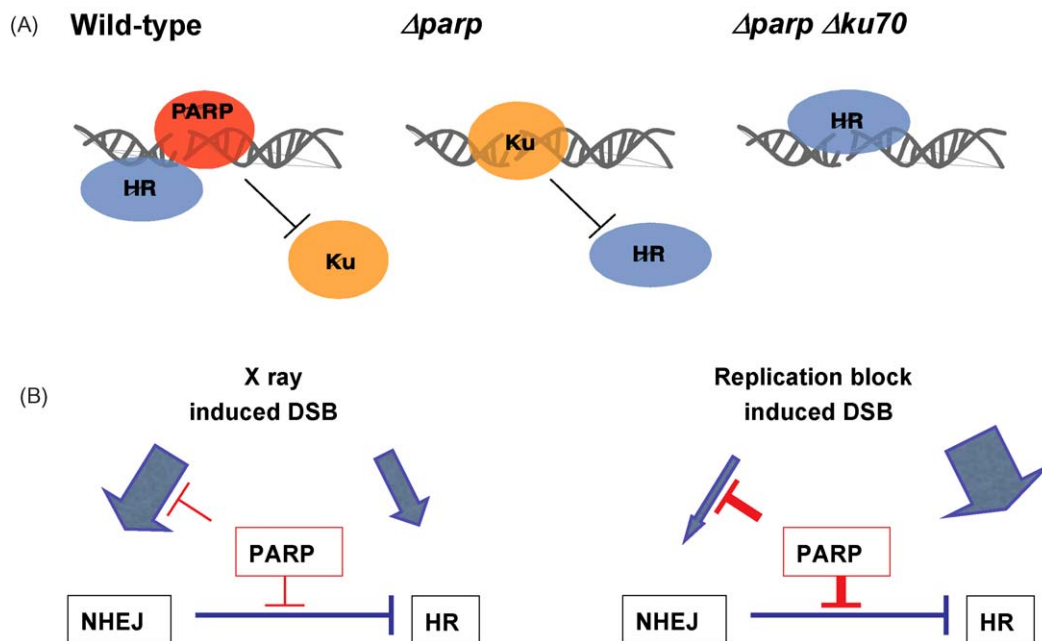 (A)
Wild-type
Δparp
Δparp Δku70
PARP
HR
Ku
Ku
HR
HR
(B)
X ray
induced DSB
Replication block
induced DSB
PARP
NHEJ
HR
PARP
NHEJ
HR